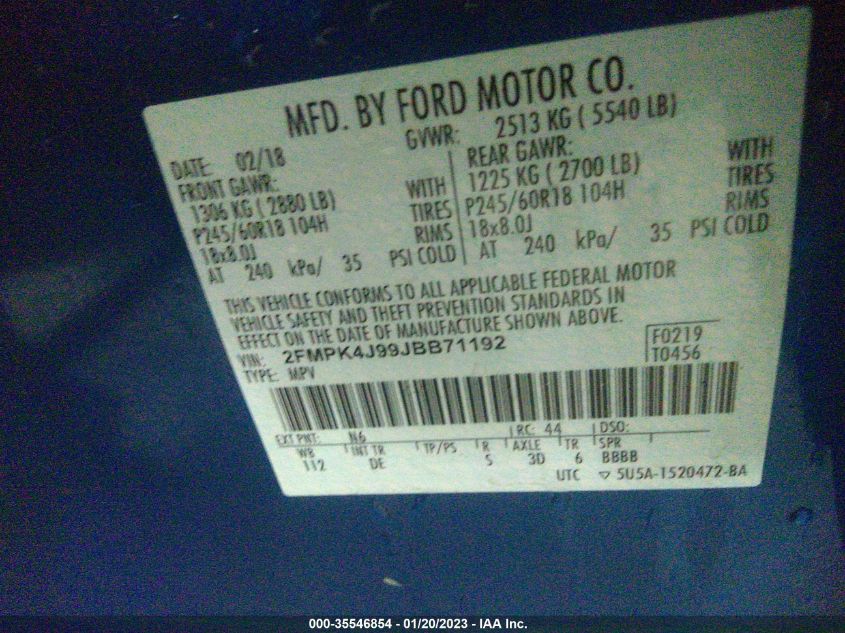 MFD. BY FORD MOTOR CO.
DATE: 02/18 GVWR: 2513 KG (5540 LB)
FRONT GAWR: REAR GAWR:
1306 KG (2880 LB) WITH 1225 KG (2700 LB) WITH
P245/60R18 104H TIRES P245/60R18 104H TIRES
18x8.0J RIMS 18x8.0J RIMS
AT 240 kPa/ 35 PSI COLD AT 240 kPa/ 35 PSI COLD
THIS VEHICLE CONFORMS TO ALL APPLICABLE FEDERAL MOTOR
VEHICLE SAFETY AND THEFT PREVENTION STANDARDS IN
EFFECT ON THE DATE OF MANUFACTURE SHOWN ABOVE.
VIN: 2FMPK4J99JBB71192 F0219
TYPE: MPV T0456
EXT PNT: N6 RC: 44 DSO:
WB INT TR TP/PS R AXLE TR SPR
112 DE 5 3D 6 BBBB
UTC ▽ 5U5A-1520472-BA
000-35546854 - 01/20/2023 - IAA Inc.